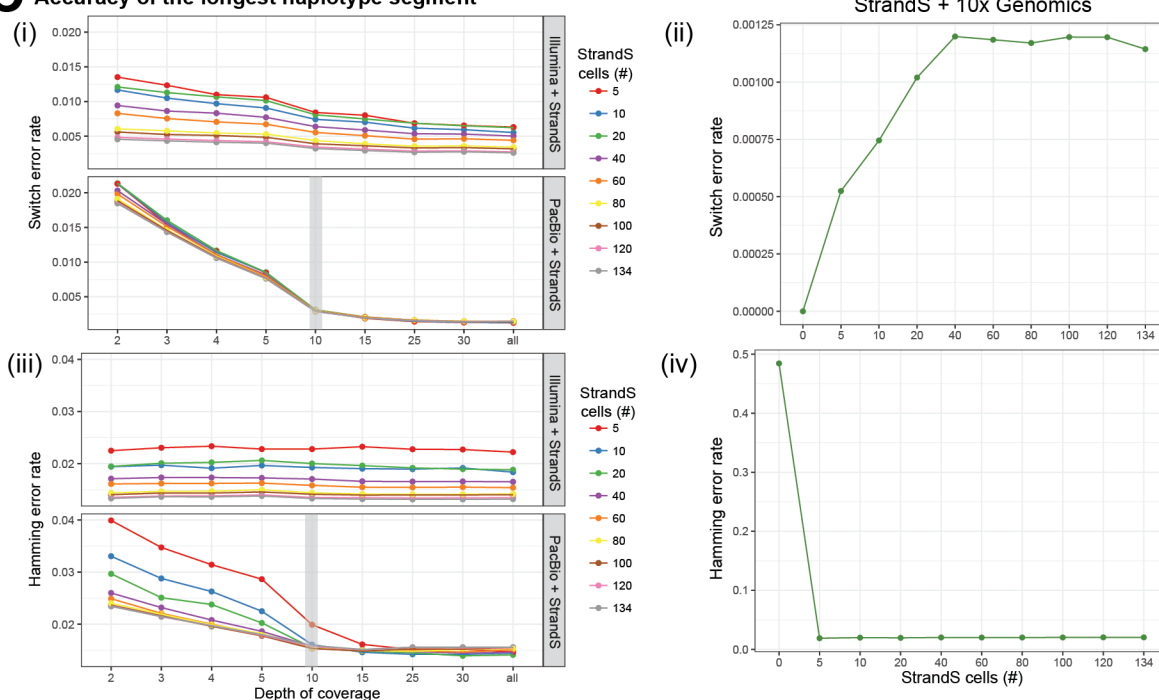 Accuracy of the longest haplotype segment
(i)
0.020
0.015
0.010
0.005
Switch error rate
Illumina + StrandS
0.020
0.015
0.010
0.005
PacBio + StrandS
2 3 4 5 10 15 25 30 all
StrandS
cells (#)
5
10
20
40
60
80
100
120
134
(ii)
StrandS + 10x Genomics
0.00125
0.00100
0.00075
0.00050
0.00025
0.00000
Switch error rate
0 5 10 20 40 60 80 100 120 134
(iii)
0.04
0.03
0.02
Hamming error rate
Illumina + StrandS
0.04
0.03
0.02
PacBio + StrandS
2 3 4 5 10 15 25 30 all
Depth of coverage
StrandS
cells (#)
5
10
20
40
60
80
100
120
134
(iv)
0.5
0.4
0.3
0.2
0.1
0.0
Hamming error rate
0 5 10 20 40 60 80 100 120 134
StrandS cells (#)